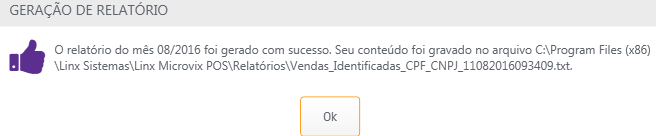 GERAÇÃO DE RELATÓRIO
O relatório do mês 08/2016 foi gerado com sucesso. Seu conteúdo foi gravado no arquivo C:\Program Files (x86)
\Linx Sistemas\Linx Microvix POS\Relatórios\Vendas_Identificadas_CPF_CNPJ_11082016093409.txt.
Ok